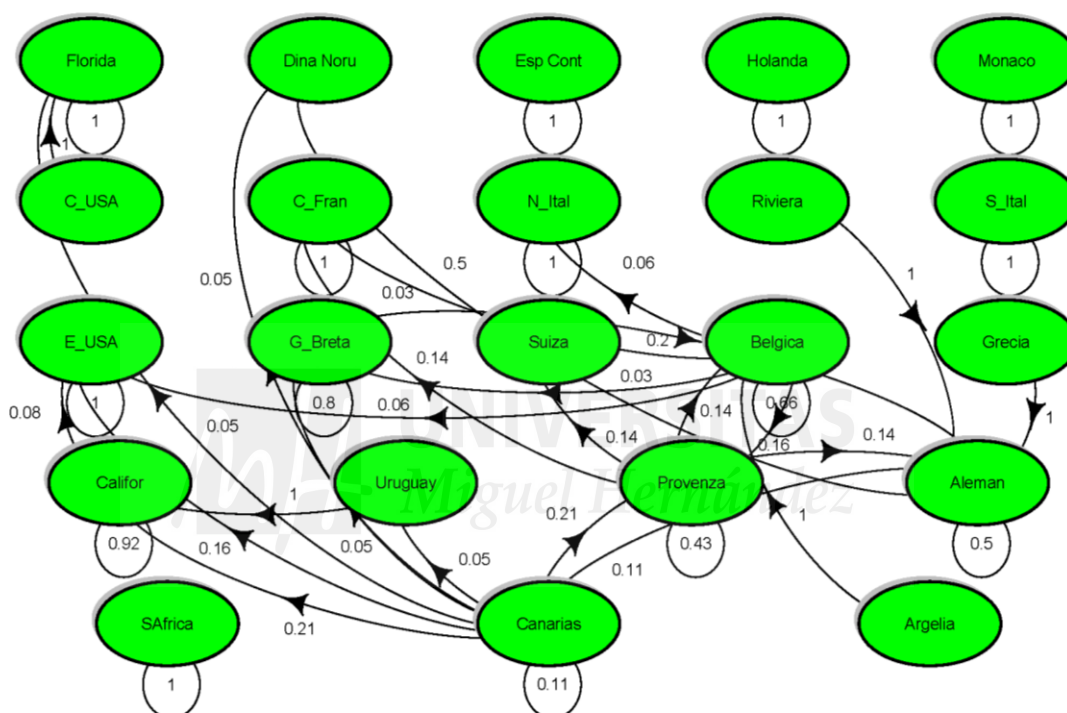 Florida Dina Noru Esp Cont Holanda Monaco
1 1 1 1
1
C_USA C_Fran N_Ital Riviera S_Ital
0.5 0.06
1 1 1
0.05 1
0.03
E_USA G_Breta Suiza Belgica Grecia
0.2
0.14
0.03
1 0.8 0.06 0.14 0.66
0.08 0.05 1
UNIVERSITAS
0.14 0.16 0.14
Califor Uruguay Provenza Aleman
Miguel Hernández
1 0.21 1
0.92 0.16 0.05 0.43 0.5
0.05 0.11
SAfrica Canarias Argelia
0.21
1 0.11